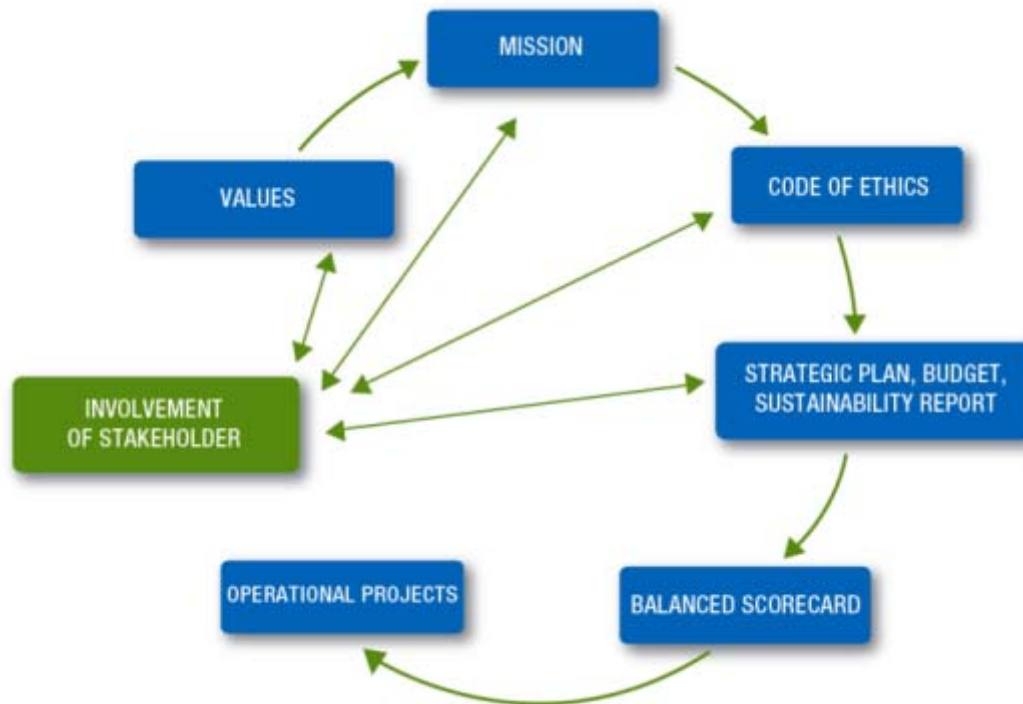 MISSION
VALUES
CODE OF ETHICS
INVOLVEMENT
OF STAKEHOLDER
STRATEGIC PLAN, BUDGET,
SUSTAINABILITY REPORT
OPERATIONAL PROJECTS
BALANCED SCORECARD